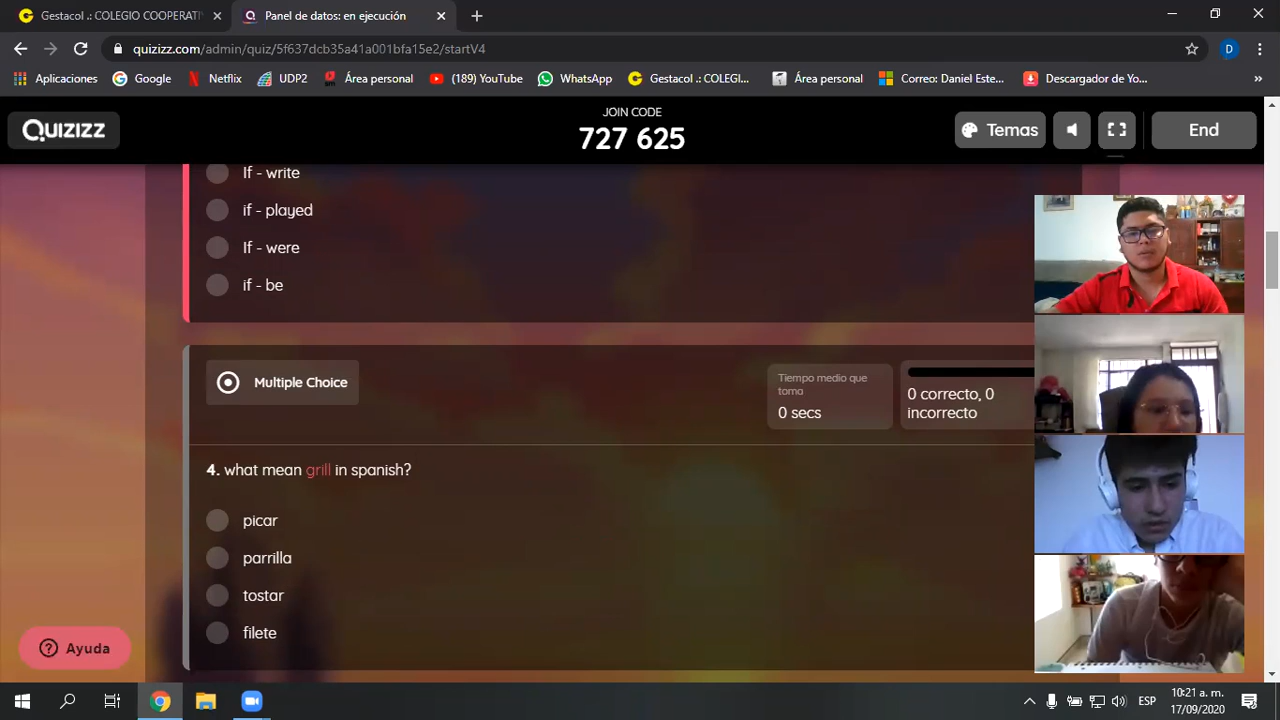 Gestacol .: COLEGIO COOPERATI
Panel de datos: en ejecución
quizizz.com/admin/quiz/5f637dcb35a41a001bfa15e2/startV4
D
Aplicaciones
Google
Netflix
UDP2
Área personal
(189) YouTube
WhatsApp
Gestacol .: COLEGI...
Área personal
Correo: Daniel Este...
Descargador de Yo...
»
Quizizz
JOIN CODE
727 625
Temas
End
If - write
if - played
If - were
if - be
Multiple Choice
Tiempo medio que
toma
0 secs
0 correcto, 0
incorrecto
4. what mean grill in spanish?
picar
parrilla
tostar
filete
Ayuda
ESP
10:21 a. m.
17/09/2020